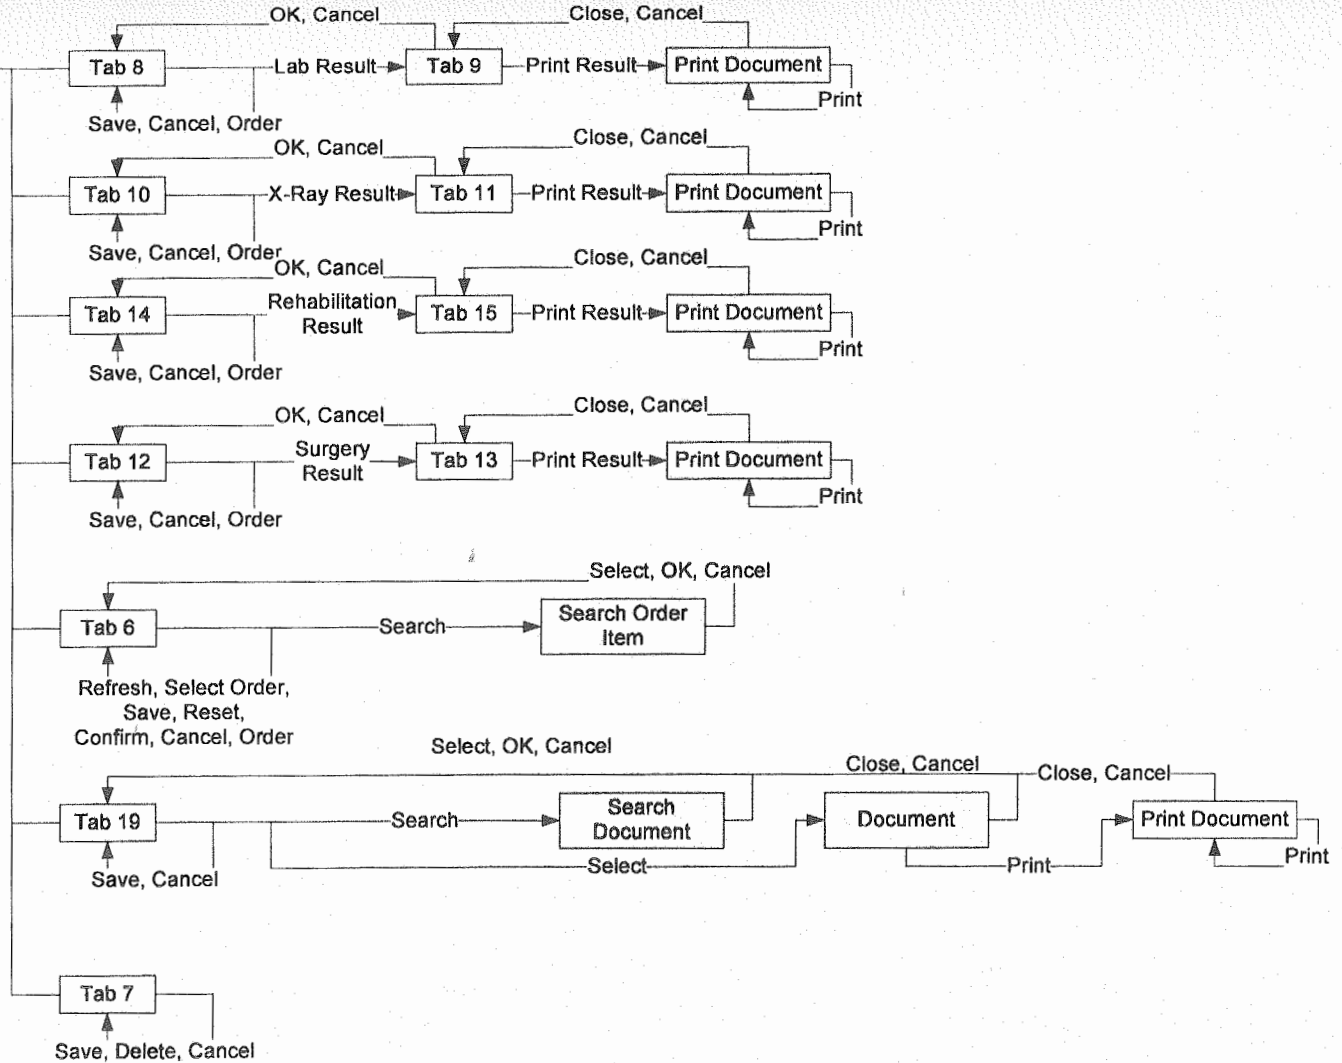 OK, Cancel
Close, Cancel
Tab 8
Lab Result
Tab 9
Print Result
Print Document
Print
Save, Cancel, Order
OK, Cancel
Close, Cancel
Tab 10
X-Ray Result
Tab 11
Print Result
Print Document
Print
Save, Cancel, Order
OK, Cancel
Close, Cancel
Tab 14
Rehabilitation
Result
Tab 15
Print Result
Print Document
Print
Save, Cancel, Order
OK, Cancel
Close, Cancel
Tab 12
Surgery
Result
Tab 13
Print Result
Print Document
Print
Save, Cancel, Order
Select, OK, Cancel
Tab 6
Search
Search Order
Item
Refresh, Select Order,
Save, Reset,
Confirm, Cancel, Order
Select, OK, Cancel
Close, Cancel
Close, Cancel
Tab 19
Search
Search
Document
Document
Print Document
Select
Print
Print
Save, Cancel
Tab 7
Save, Delete, Cancel